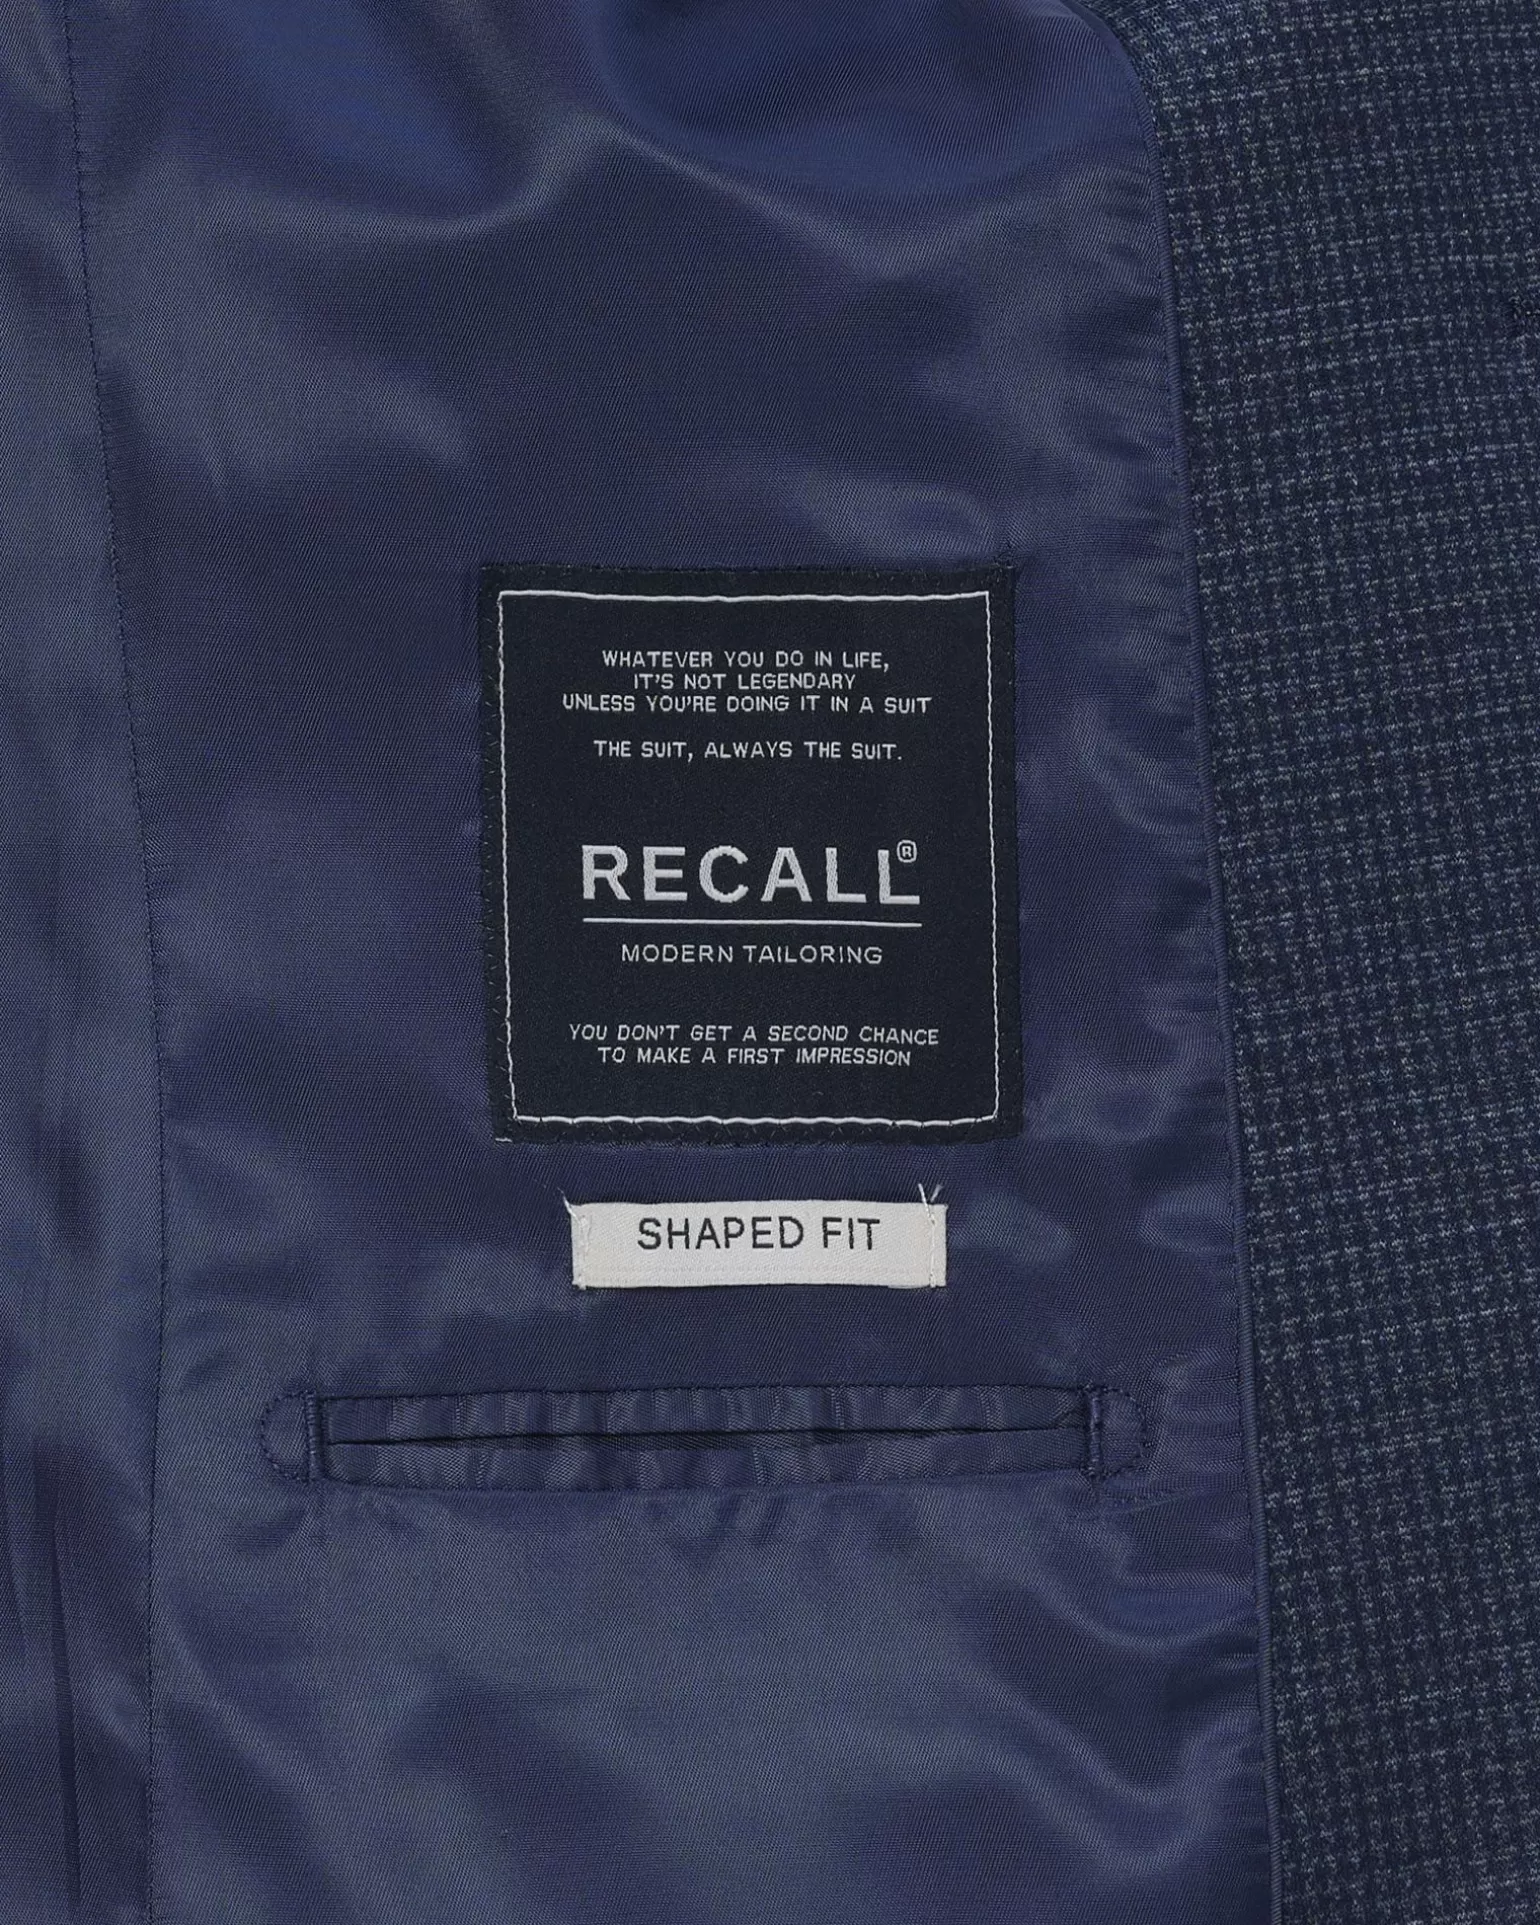 WHATEVER YOU DO IN LIFE,
IT'S NOT LEGENDARY
UNLESS YOU'RE DOING IT IN A SUIT
THE SUIT, ALWAYS THE SUIT.
RECALL®
MODERN TAILORING
YOU DON'T GET A SECOND CHANCE
TO MAKE A FIRST IMPRESSION
SHAPED FIT